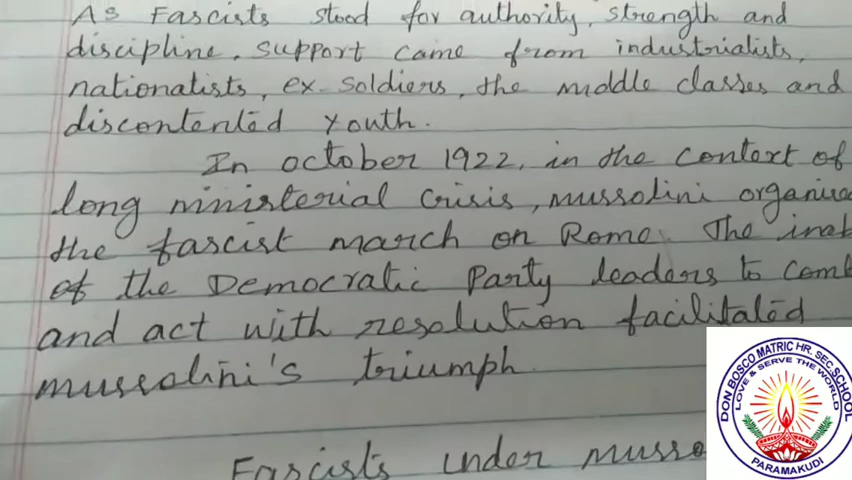 As Fascists stood for authority, strength and
discipline, support came from industrialists,
nationalists, ex-soldiers, the middle classes and
discontented Youth.
In october 1922, in the context of
long ministerial crisis, mussolini
the fascist march on Rome. The
of the Democratic Party leaders to
and act with resolution facilitated
mussolini's triumph.
Fascists under
DON BOSCO MATRIC HR. SEC. SCHOOL
LOVE & SERVE THE WORLD
PARAMAKUDI